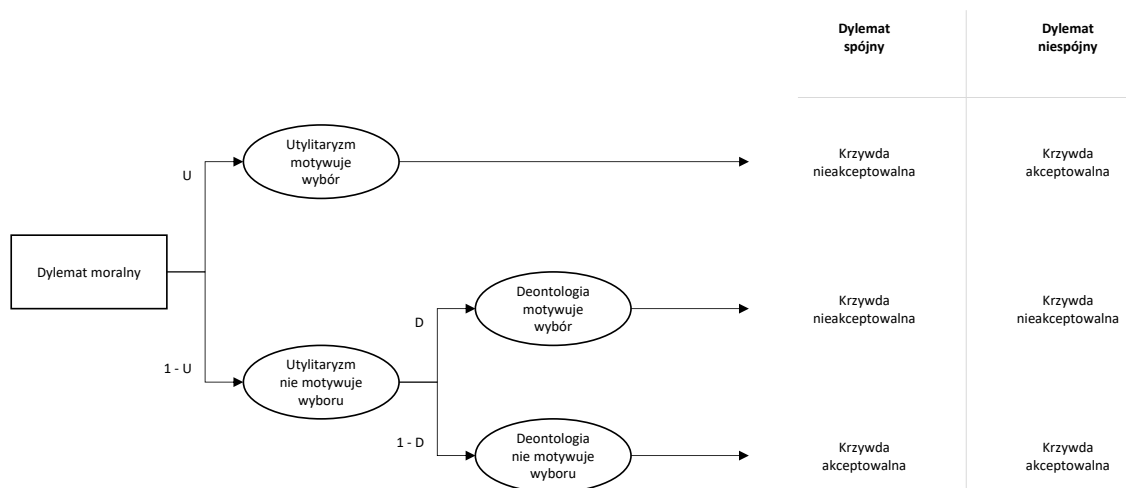 Dylemat
spójny
Dylemat
niespójny
Utylitaryzm
motywuje
wybór
Krzywda
nieakceptowalna
Krzywda
akceptowalna
U
Dylemat moralny
Deontologia
motywuje
wybór
Krzywda
nieakceptowalna
Krzywda
nieakceptowalna
D
1 - U
Utylitaryzm
nie motywuje
wyboru
1 - D
Deontologia
nie motywuje
wyboru
Krzywda
akceptowalna
Krzywda
akceptowalna